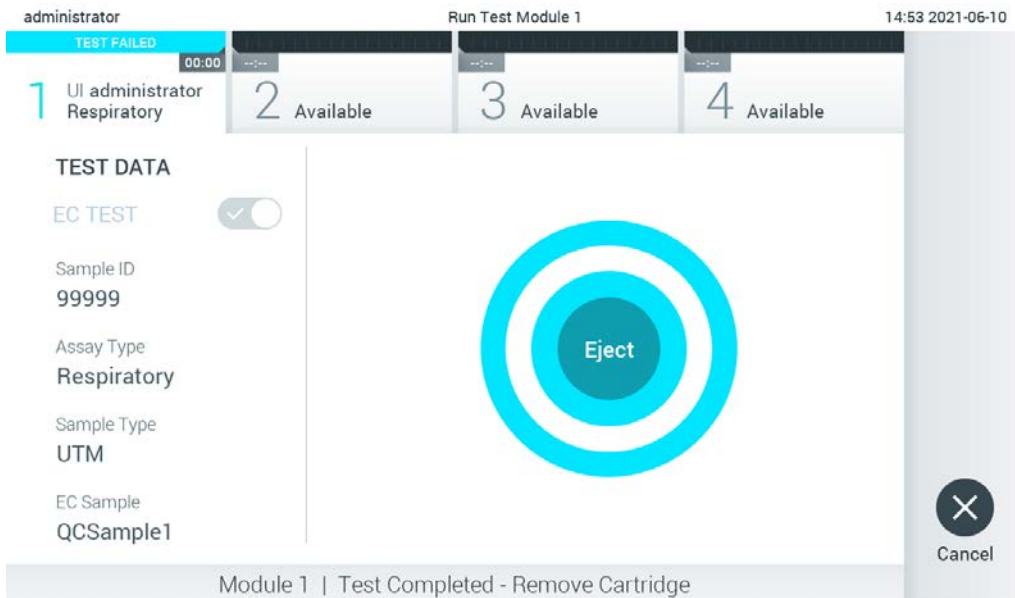 administrator Run Test Module 1 14:53 2021-06-10
TEST FAILED
00:00 --:-- --:-- --:--
1 UI administrator 2 Available 3 Available 4 Available
Respiratory
TEST DATA
EC TEST
Sample ID
99999
Assay Type
Respiratory
Sample Type
UTM
EC Sample
QCSample1
Eject
Cancel
Module 1 | Test Completed - Remove Cartridge